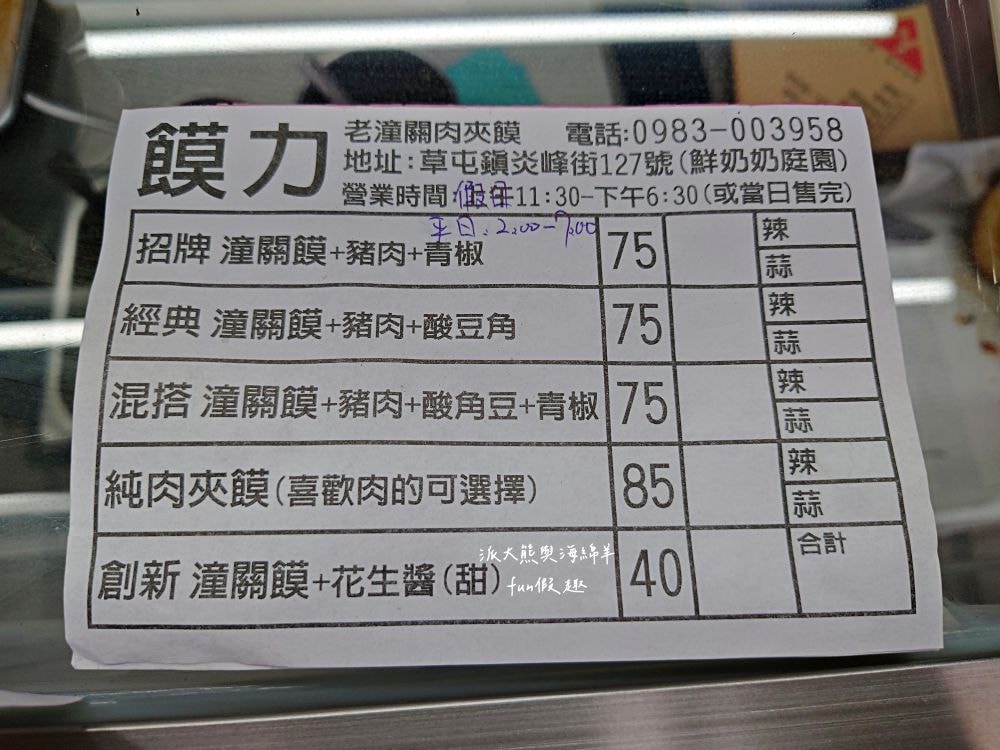 饃力
老潼關肉夾饃 電話:0983-003958
地址:草屯鎮炎峰街127號(鮮奶奶庭園)
營業時間:假日11:30-下午6:30(或當日售完)
平日:2:00-7:00
招牌 潼關饃+豬肉+青椒 75 辣
蒜
經典 潼關饃+豬肉+酸豆角 75 辣
蒜
混搭 潼關饃+豬肉+酸角豆+青椒 75 辣
蒜
純肉夾饃(喜歡肉的可選擇) 85 辣
蒜
創新 潼關饃+花生醬(甜) 40 合計
派大熊與海綿羊
fun假趣